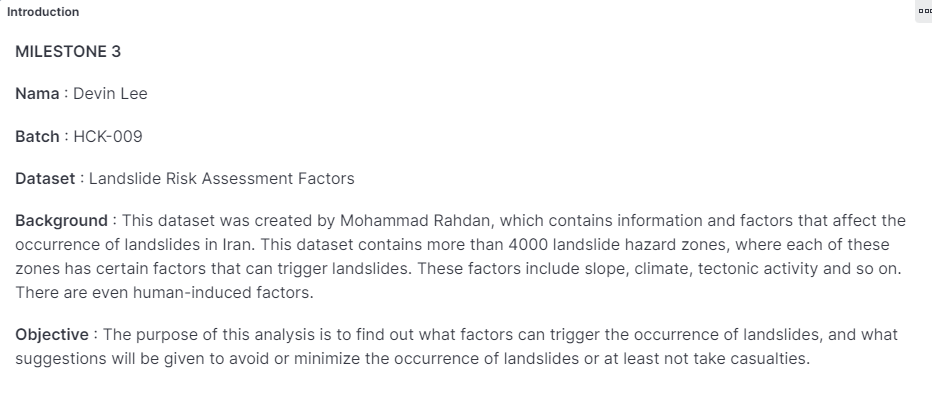 Introduction
MILESTONE 3
Nama : Devin Lee
Batch : HCK-009
Dataset : Landslide Risk Assessment Factors
Background : This dataset was created by Mohammad Rahdan, which contains information and factors that affect the
occurrence of landslides in Iran. This dataset contains more than 4000 landslide hazard zones, where each of these
zones has certain factors that can trigger landslides. These factors include slope, climate, tectonic activity and so on.
There are even human-induced factors.
Objective : The purpose of this analysis is to find out what factors can trigger the occurrence of landslides, and what
suggestions will be given to avoid or minimize the occurrence of landslides or at least not take casualties.